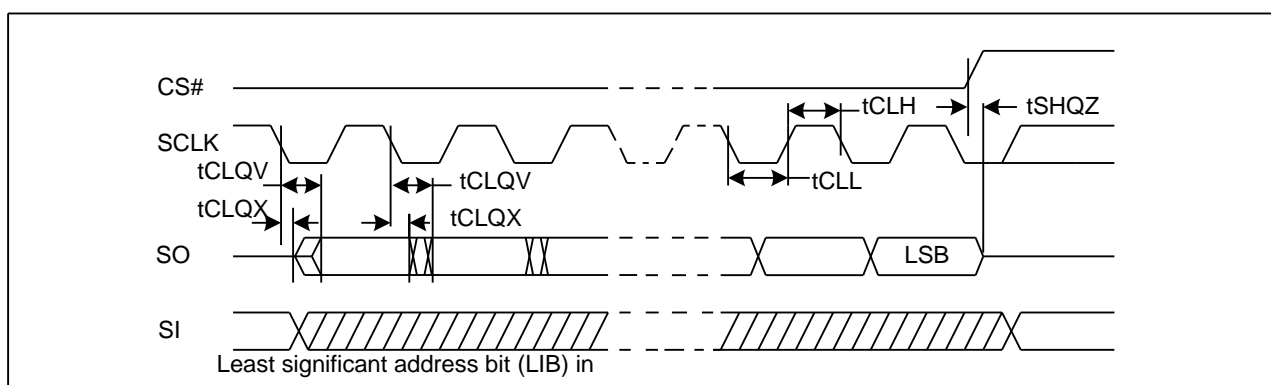 CS#
tCLH
tSHQZ
SCLK
tCLQV
tCLQV
tCLL
tCLQX
tCLQX
SO
LSB
SI
Least significant address bit (LIB) in